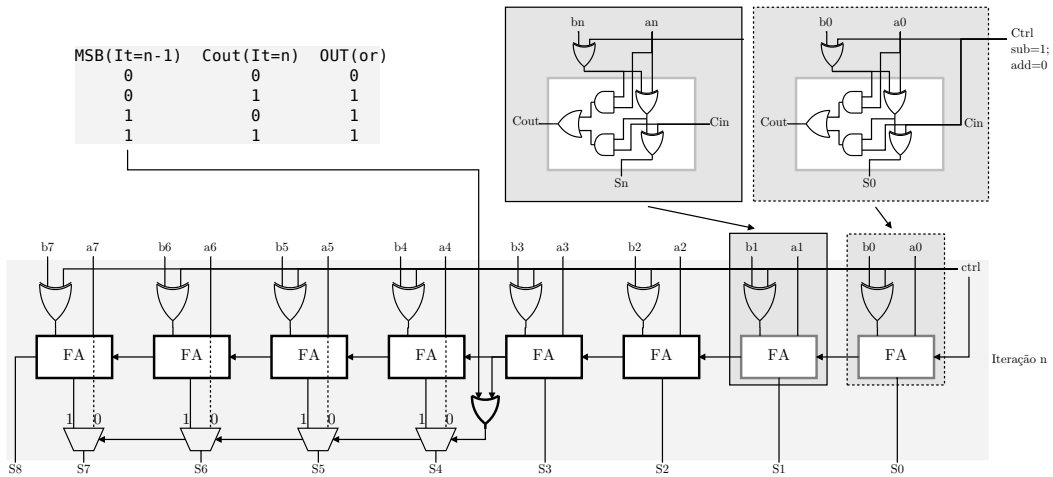 MSB(It=n-1) Cout(It=n) OUT(or)
0 0 0
0 1 1
1 0 1
1 1 1
bn an
Cout Cin
Sn
b0 a0
Cout Cin
S0
Ctrl
sub=1;
add=0
b7 a7 b6 a6 b5 a5 b4 a4 b3 a3 b2 a2 b1 a1 b0 a0
ctrl
FA FA FA FA FA FA FA FA
Iteração n
1 0 1 0 1 0 1 0
S8 S7 S6 S5 S4 S3 S2 S1 S0